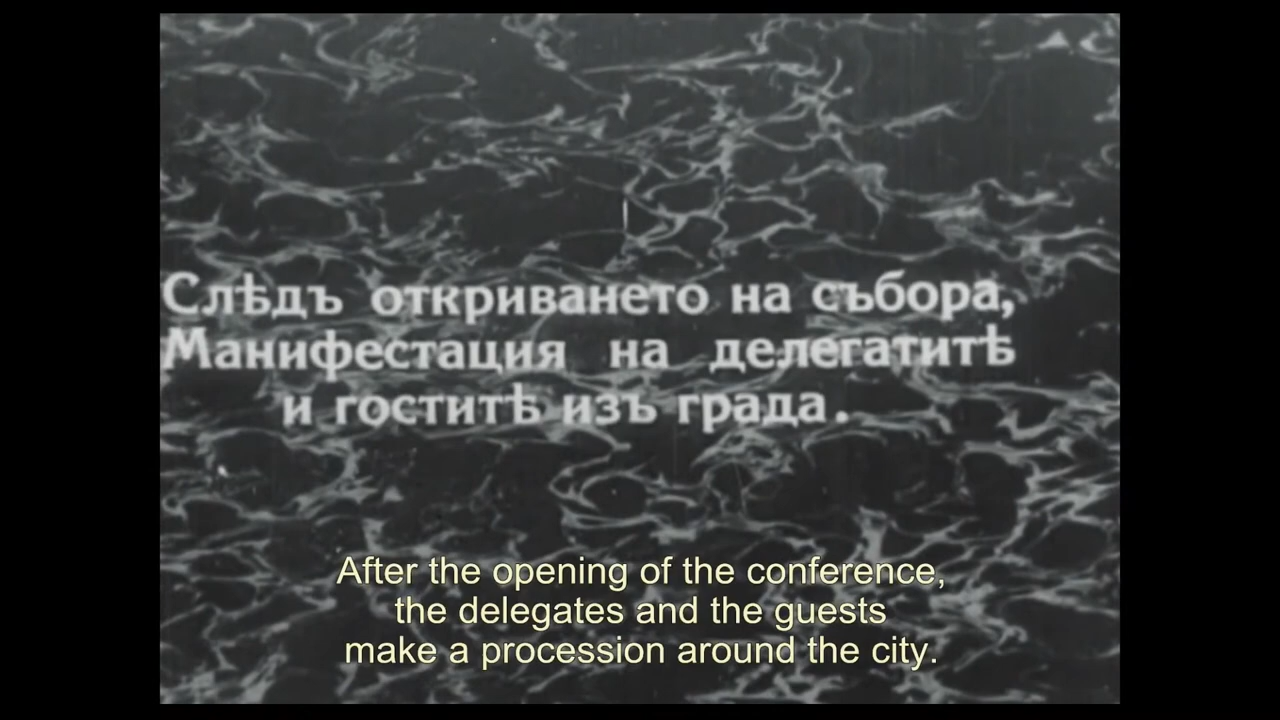 Слѣдъ откриването на събора,
Манифестация на делегатитѣ
и гоститѣ изъ града.
After the opening of the conference,
the delegates and the guests
make a procession around the city.